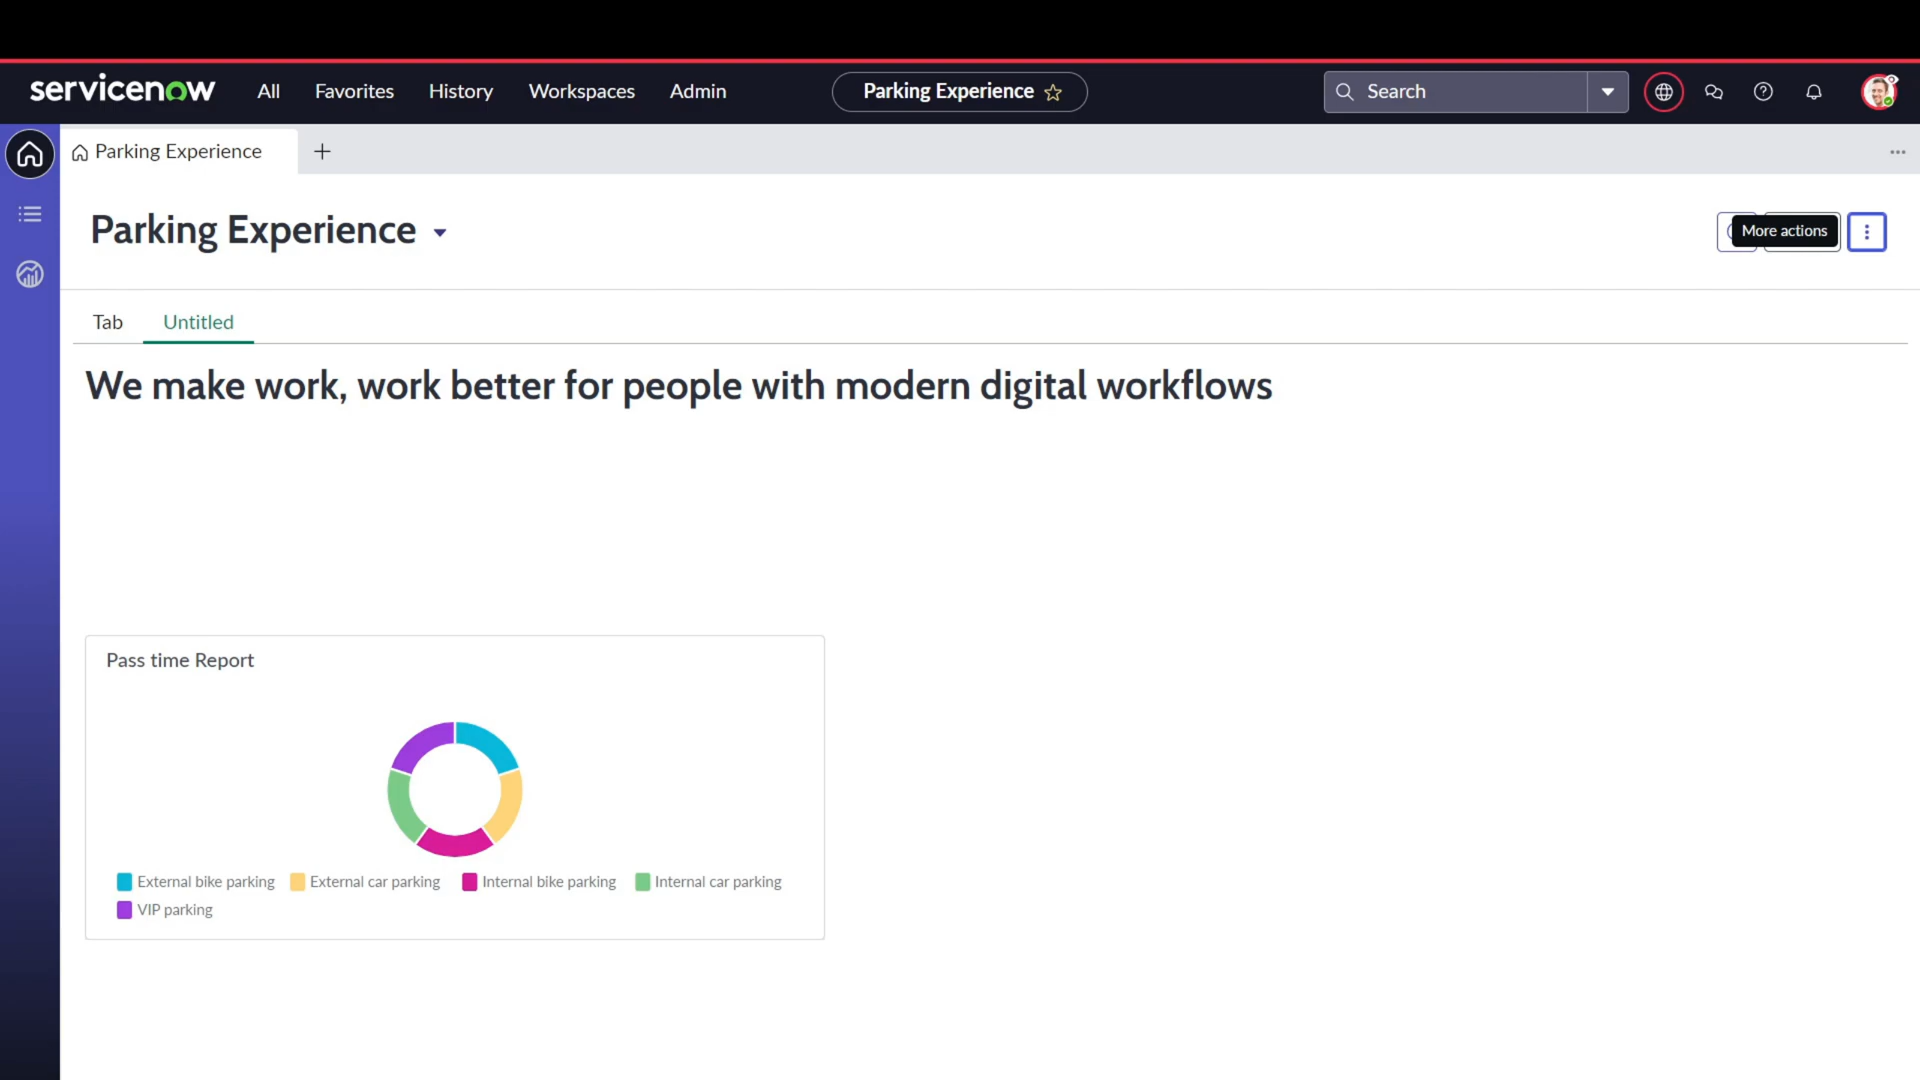 servicenow All Favorites History Workspaces Admin Parking Experience Search
Parking Experience
Parking Experience
More actions
Tab Untitled
We make work, work better for people with modern digital workflows
Pass time Report
External bike parking External car parking Internal bike parking Internal car parking
VIP parking